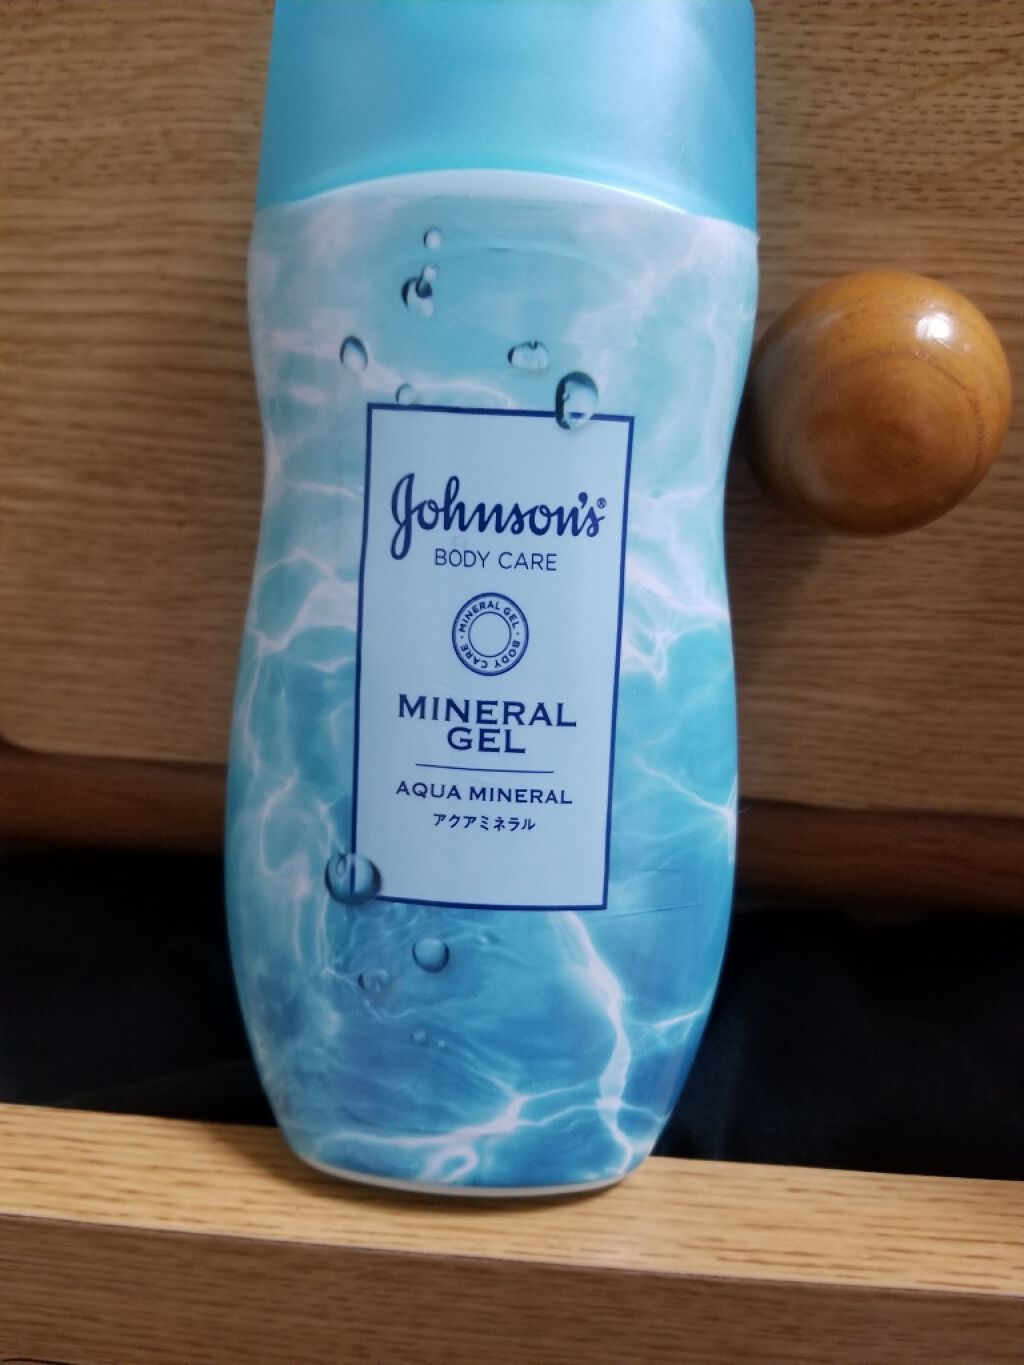 Johnson's®
BODY CARE
MINERAL GEL · BODY CARE ·
MINERAL
GEL
AQUA MINERAL
アクアミネラル